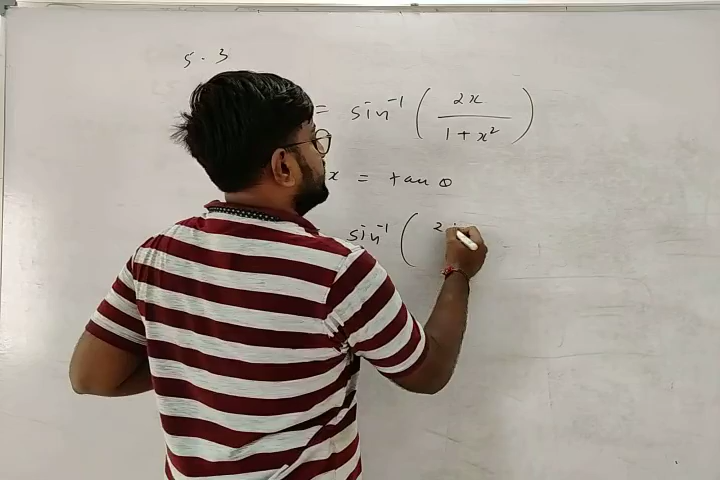 5.3
= sin⁻¹ ( 2x / 1 + x² )
x = tan θ
sin⁻¹ ( 2